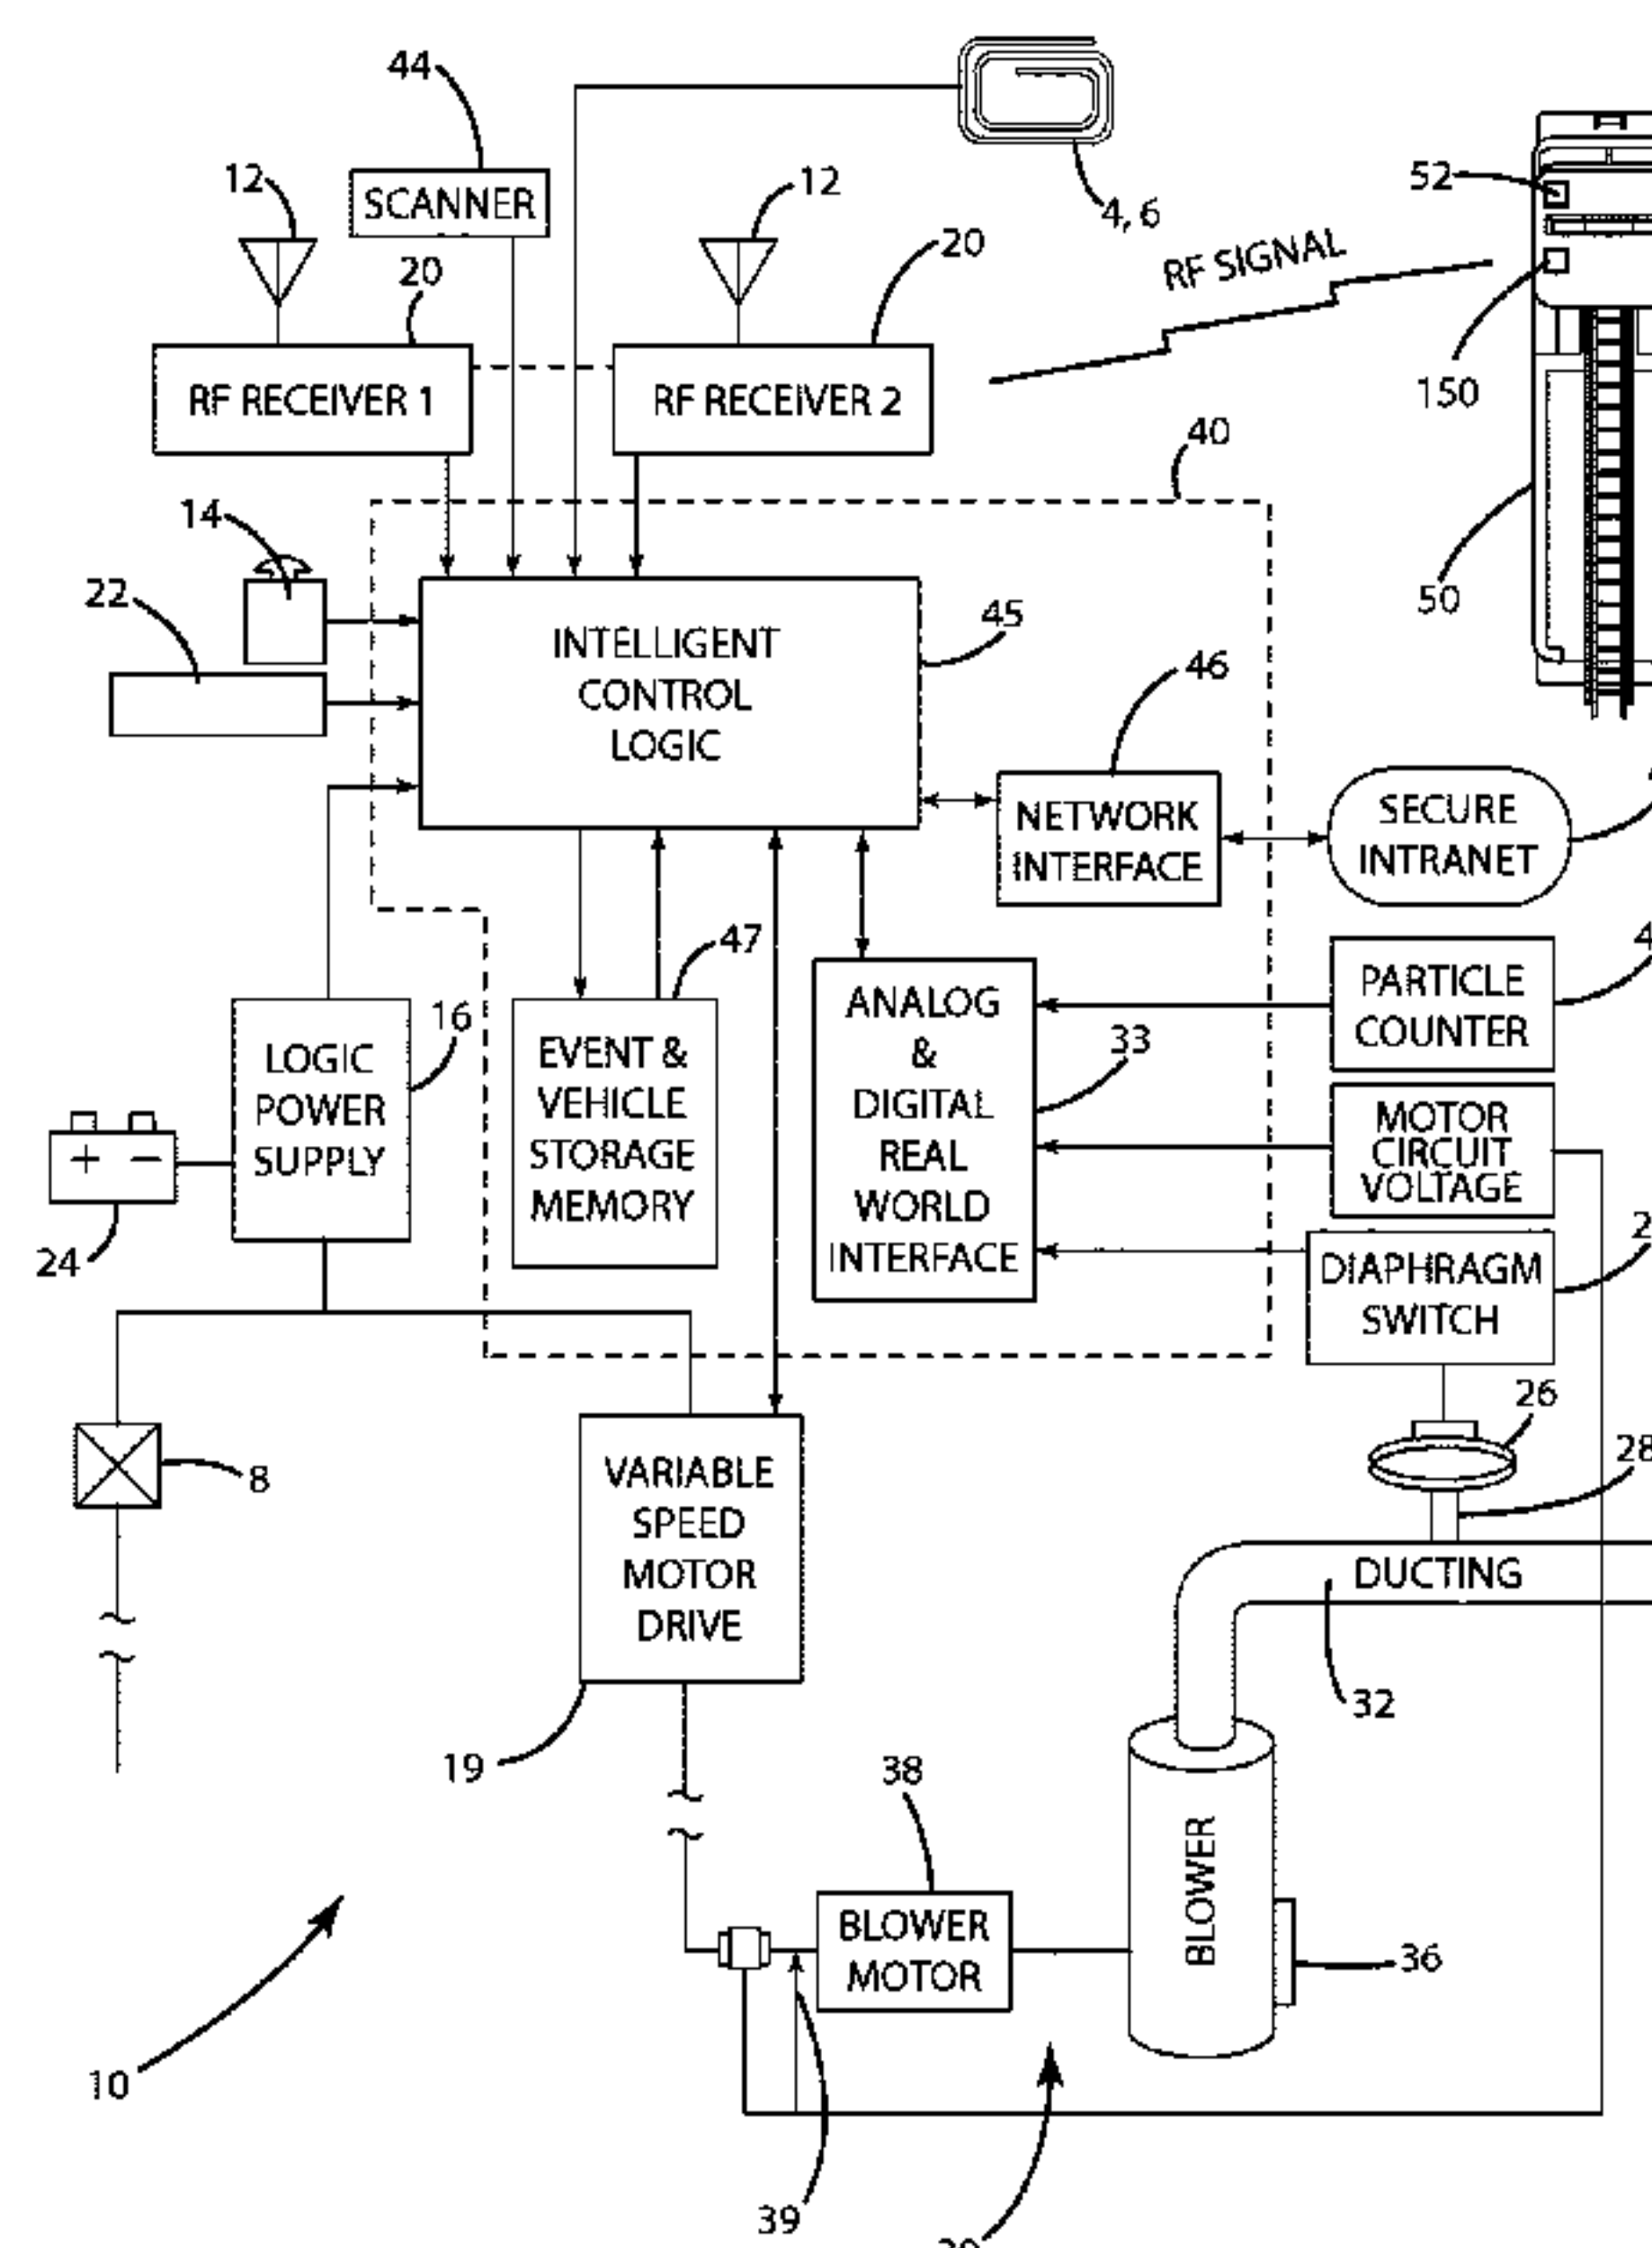 44
12
SCANNER
12
4, 6
52
20
20
RF SIGNAL
150
RF RECEIVER 1
RF RECEIVER 2
40
14
50
22
INTELLIGENT
CONTROL
LOGIC
45
46
NETWORK
INTERFACE
SECURE
INTRANET
47
16
LOGIC
POWER
SUPPLY
EVENT &
VEHICLE
STORAGE
MEMORY
ANALOG
&
DIGITAL
REAL
WORLD
INTERFACE
33
PARTICLE
COUNTER
MOTOR
CIRCUIT
VOLTAGE
+ −
24
DIAPHRAGM
SWITCH
26
28
8
VARIABLE
SPEED
MOTOR
DRIVE
DUCTING
32
19
38
BLOWER
MOTOR
BLOWER
36
10
39